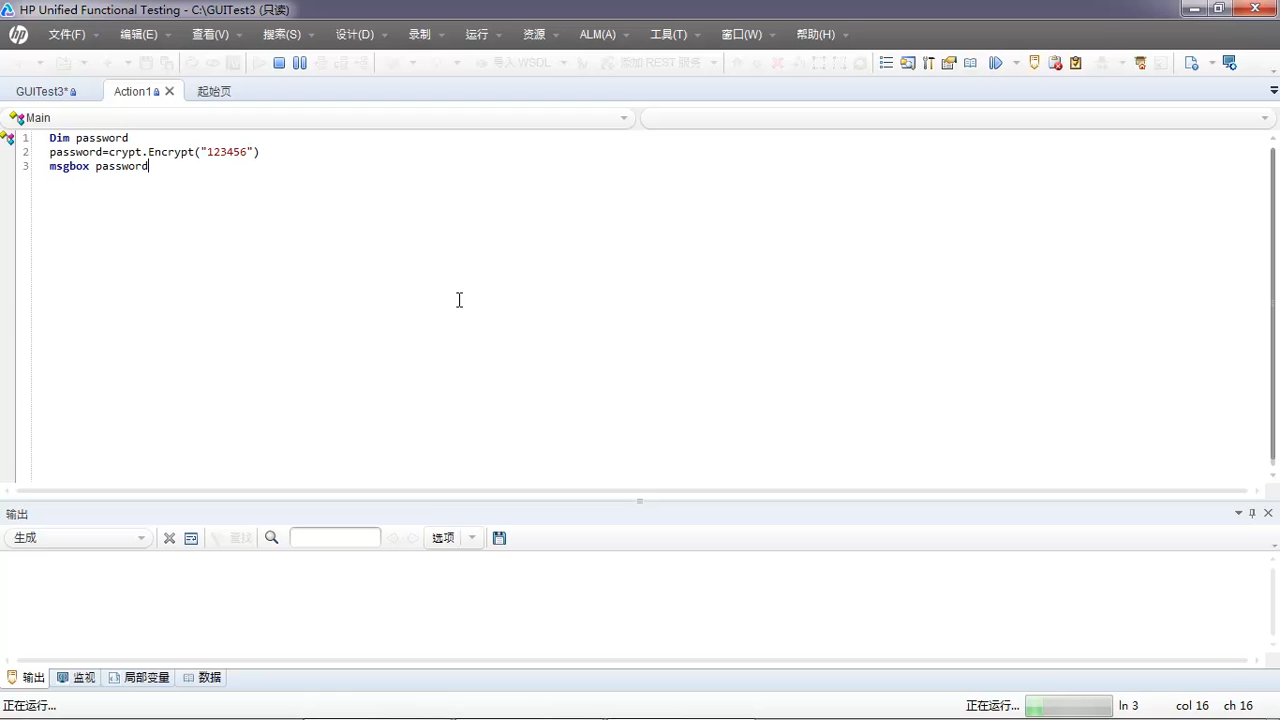 HP Unified Functional Testing - C:\GUITest3 (只读)
hp 文件(F) 编辑(E) 查看(V) 搜索(S) 设计(D) 录制 运行 资源 ALM(A) 工具(T) 窗口(W) 帮助(H)
导入 WSDL 添加 REST 服务
GUITest3* Action1 起始页
Main
1 Dim password
2 password=crypt.Encrypt("123456")
3 msgbox password
输出
生成 查找 选项
输出 监视 局部变量 数据
正在运行... 正在运行... ln 3 col 16 ch 16